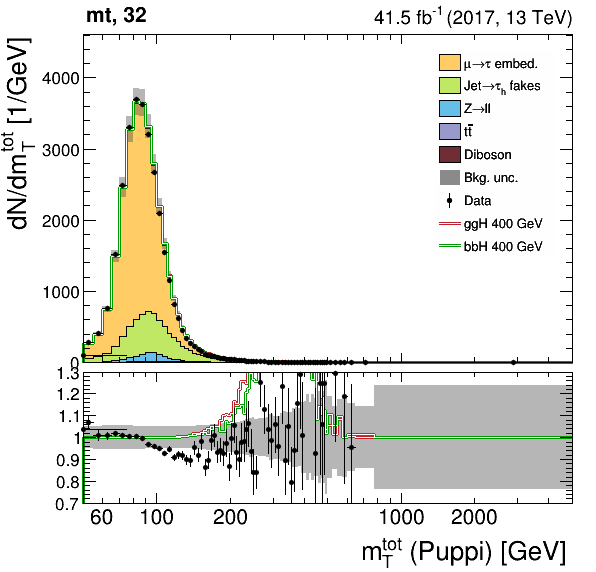 mt, 32
41.5 fb⁻¹ (2017, 13 TeV)
dN/dm_T^tot [1/GeV]
4000
3000
2000
1000
0
μ→τ embed.
Jet→τ_h fakes
Z→ll
tt̅
Diboson
Bkg. unc.
Data
ggH 400 GeV
bbH 400 GeV
1.3
1.2
1.1
1
0.9
0.8
0.7
60 100 200 1000 2000
m_T^tot (Puppi) [GeV]